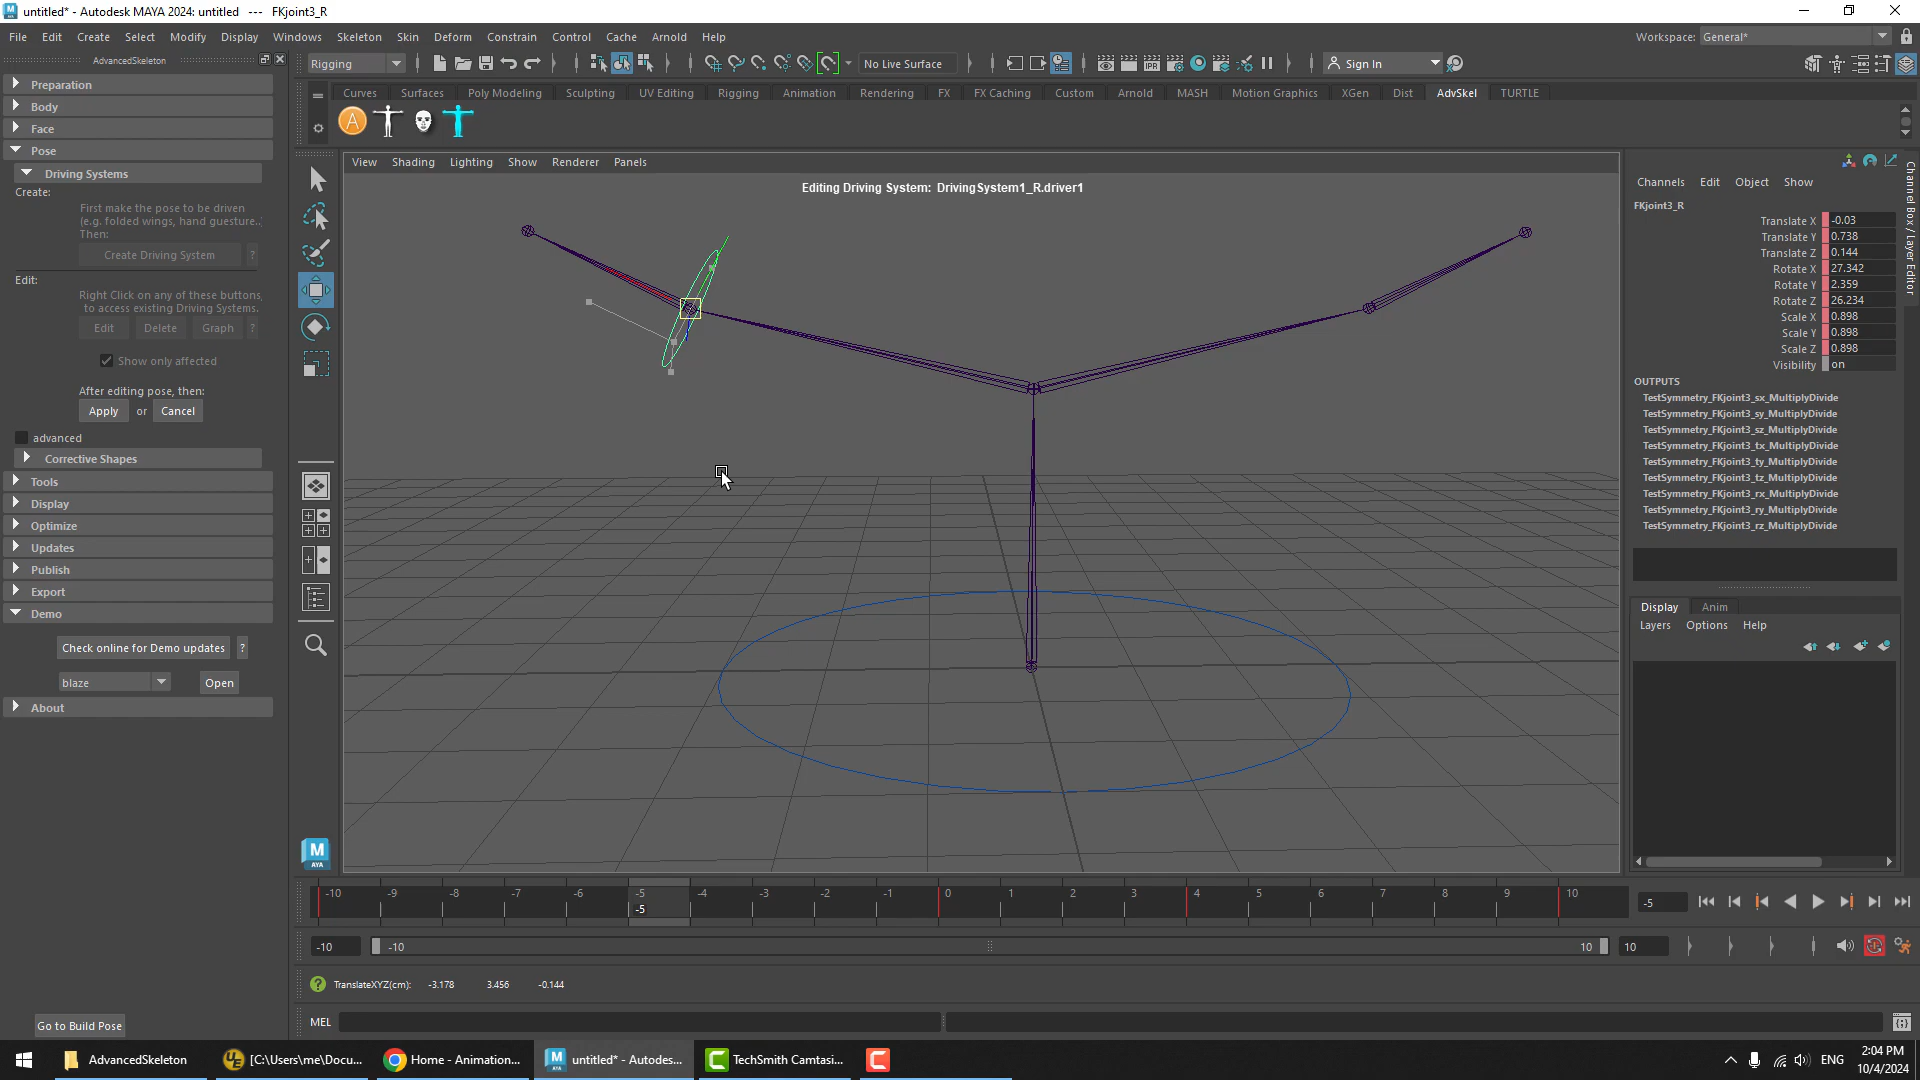 untitled* - Autodesk MAYA 2024: untitled   ---   FKjoint3_R
File Edit Create Select Modify Display Windows Skeleton Skin Deform Constrain Control Cache Arnold Help
Workspace: General*
AdvancedSkeleton
Rigging
No Live Surface
Sign In
Curves Surfaces Poly Modeling Sculpting UV Editing Rigging Animation Rendering FX FX Caching Custom Arnold MASH Motion Graphics XGen Dist AdvSkel TURTLE
Preparation
Body
Face
Pose
Driving Systems
Create:
First make the pose to be driven
(e.g. folded wings, hand guesture..)
Then:
Create Driving System ?
Edit:
Right Click on any of these buttons,
to access existing Driving Systems.
Edit Delete Graph ?
Show only affected
After editing pose, then:
Apply or Cancel
advanced
Corrective Shapes
Tools
Display
Optimize
Updates
Publish
Export
Demo
Check online for Demo updates ?
blaze Open
About
Go to Build Pose
View Shading Lighting Show Renderer Panels
Editing Driving System: DrivingSystem1_R.driver1
Channels Edit Object Show
FKjoint3_R
Translate X -0.03
Translate Y 0.738
Translate Z 0.144
Rotate X 27.342
Rotate Y 2.359
Rotate Z 26.234
Scale X 0.898
Scale Y 0.898
Scale Z 0.898
Visibility on
OUTPUTS
TestSymmetry_FKjoint3_sx_MultiplyDivide
TestSymmetry_FKjoint3_sy_MultiplyDivide
TestSymmetry_FKjoint3_sz_MultiplyDivide
TestSymmetry_FKjoint3_tx_MultiplyDivide
TestSymmetry_FKjoint3_ty_MultiplyDivide
TestSymmetry_FKjoint3_tz_MultiplyDivide
TestSymmetry_FKjoint3_rx_MultiplyDivide
TestSymmetry_FKjoint3_ry_MultiplyDivide
TestSymmetry_FKjoint3_rz_MultiplyDivide
Display Anim
Layers Options Help
Channel Box / Layer Editor
-10 -9 -8 -7 -6 -5 -4 -3 -2 -1 0 1 2 3 4 5 6 7 8 9 10
-5
-5
-10 -10 10 10
TranslateXYZ(cm): -3.178 3.456 -0.144
MEL
AdvancedSkeleton
[C:\Users\me\Docu...
Home - Animation...
untitled* - Autodes...
TechSmith Camtasi...
ENG
2:04 PM
10/4/2024